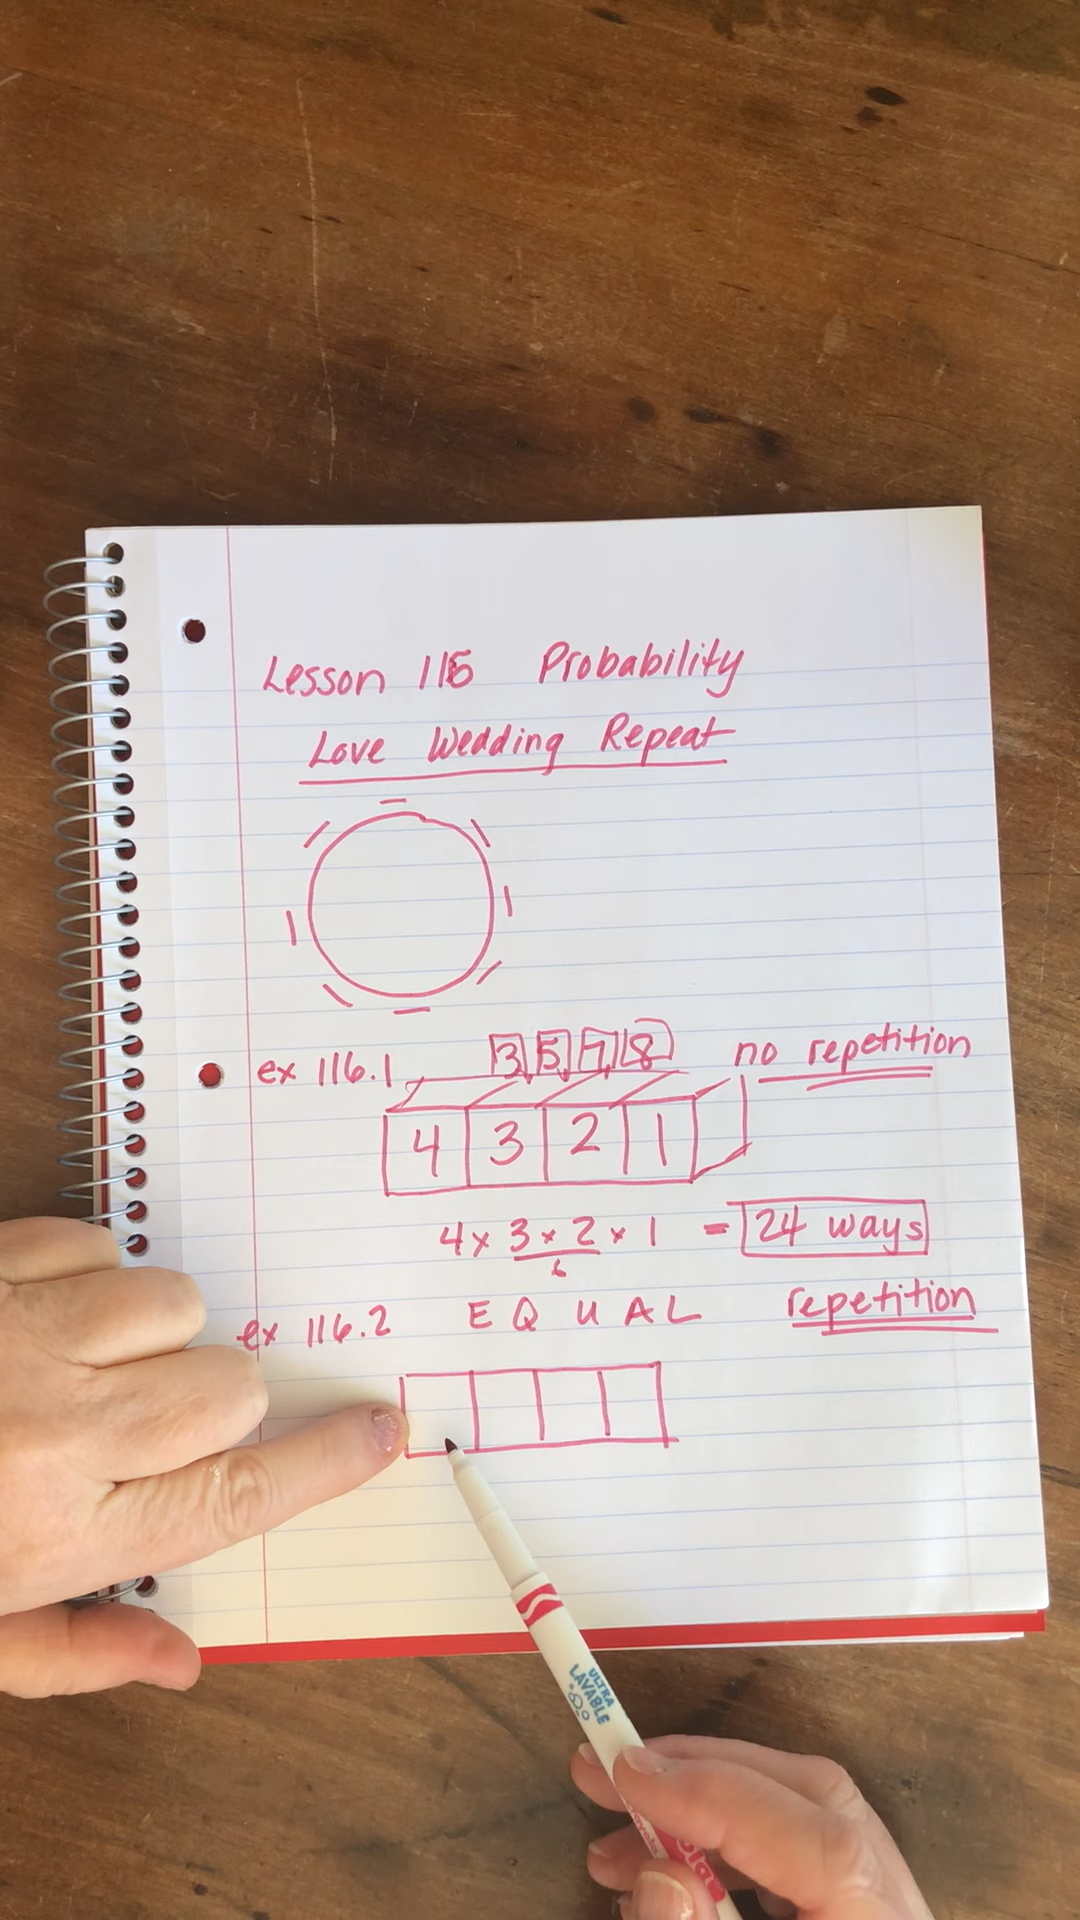 Lesson 116 Probability
Love Wedding Repeat
3 5 7 8 no repetition
ex 116.1
4 3 2 1
4 x 3 x 2 x 1 = 24 ways
6
ex 116.2 E Q U A L repetition
ULTRA
LAVABLE